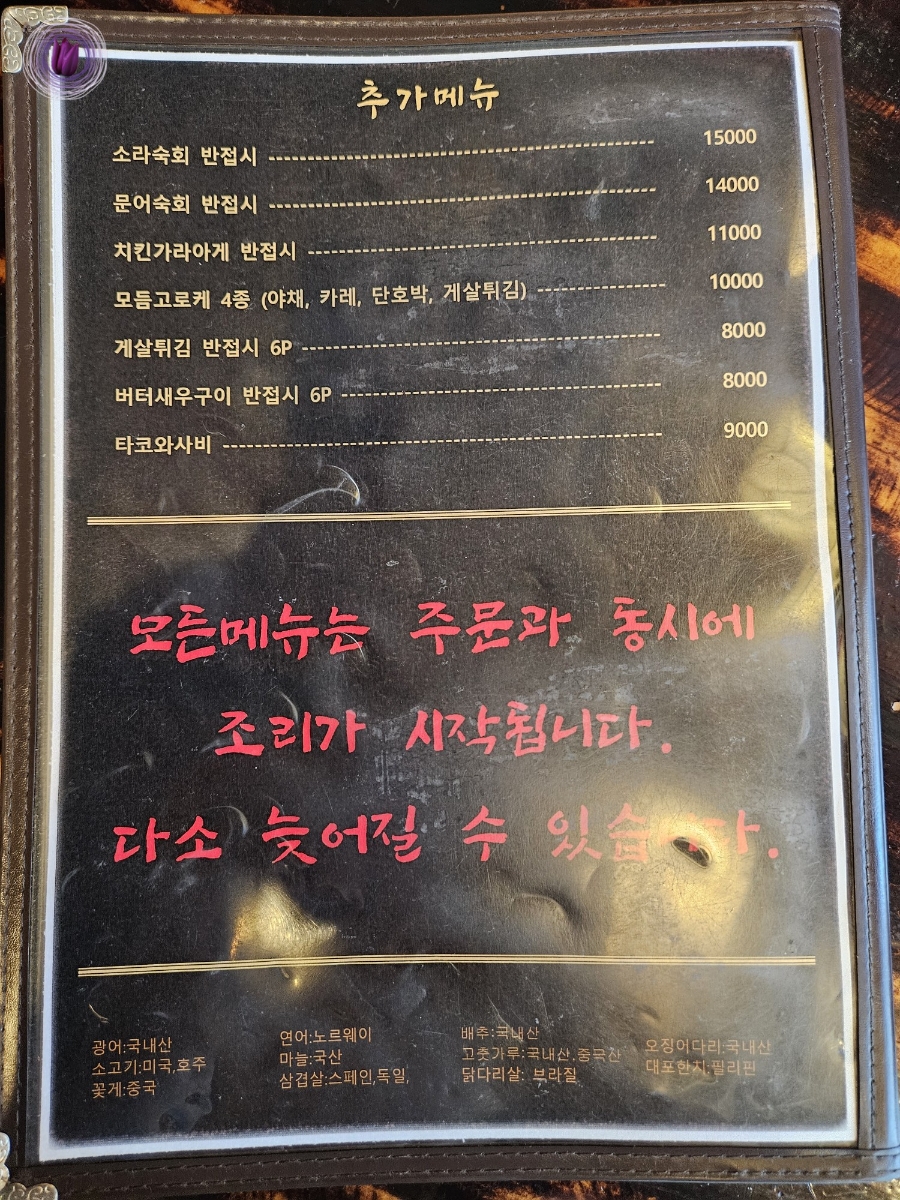 추가메뉴
소라숙회 반접시 15000
문어숙회 반접시 14000
치킨가라아게 반접시 11000
모듬고로케 4종 (야채, 카레, 단호박, 게살튀김) 10000
게살튀김 반접시 6P 8000
버터새우구이 반접시 6P 8000
타코와사비 9000
모든메뉴는 주문과 동시에
조리가 시작됩니다.
다소 늦어질 수
광어:국내산
소고기:미국,호주
꽃게:중국
연어:노르웨이
마늘:국산
삼겹살:스페인,독일,
배추:국내산
고춧가루:국내산,중국산
닭다리살: 브라질
오징어다리:국내산
대포한치:필리핀